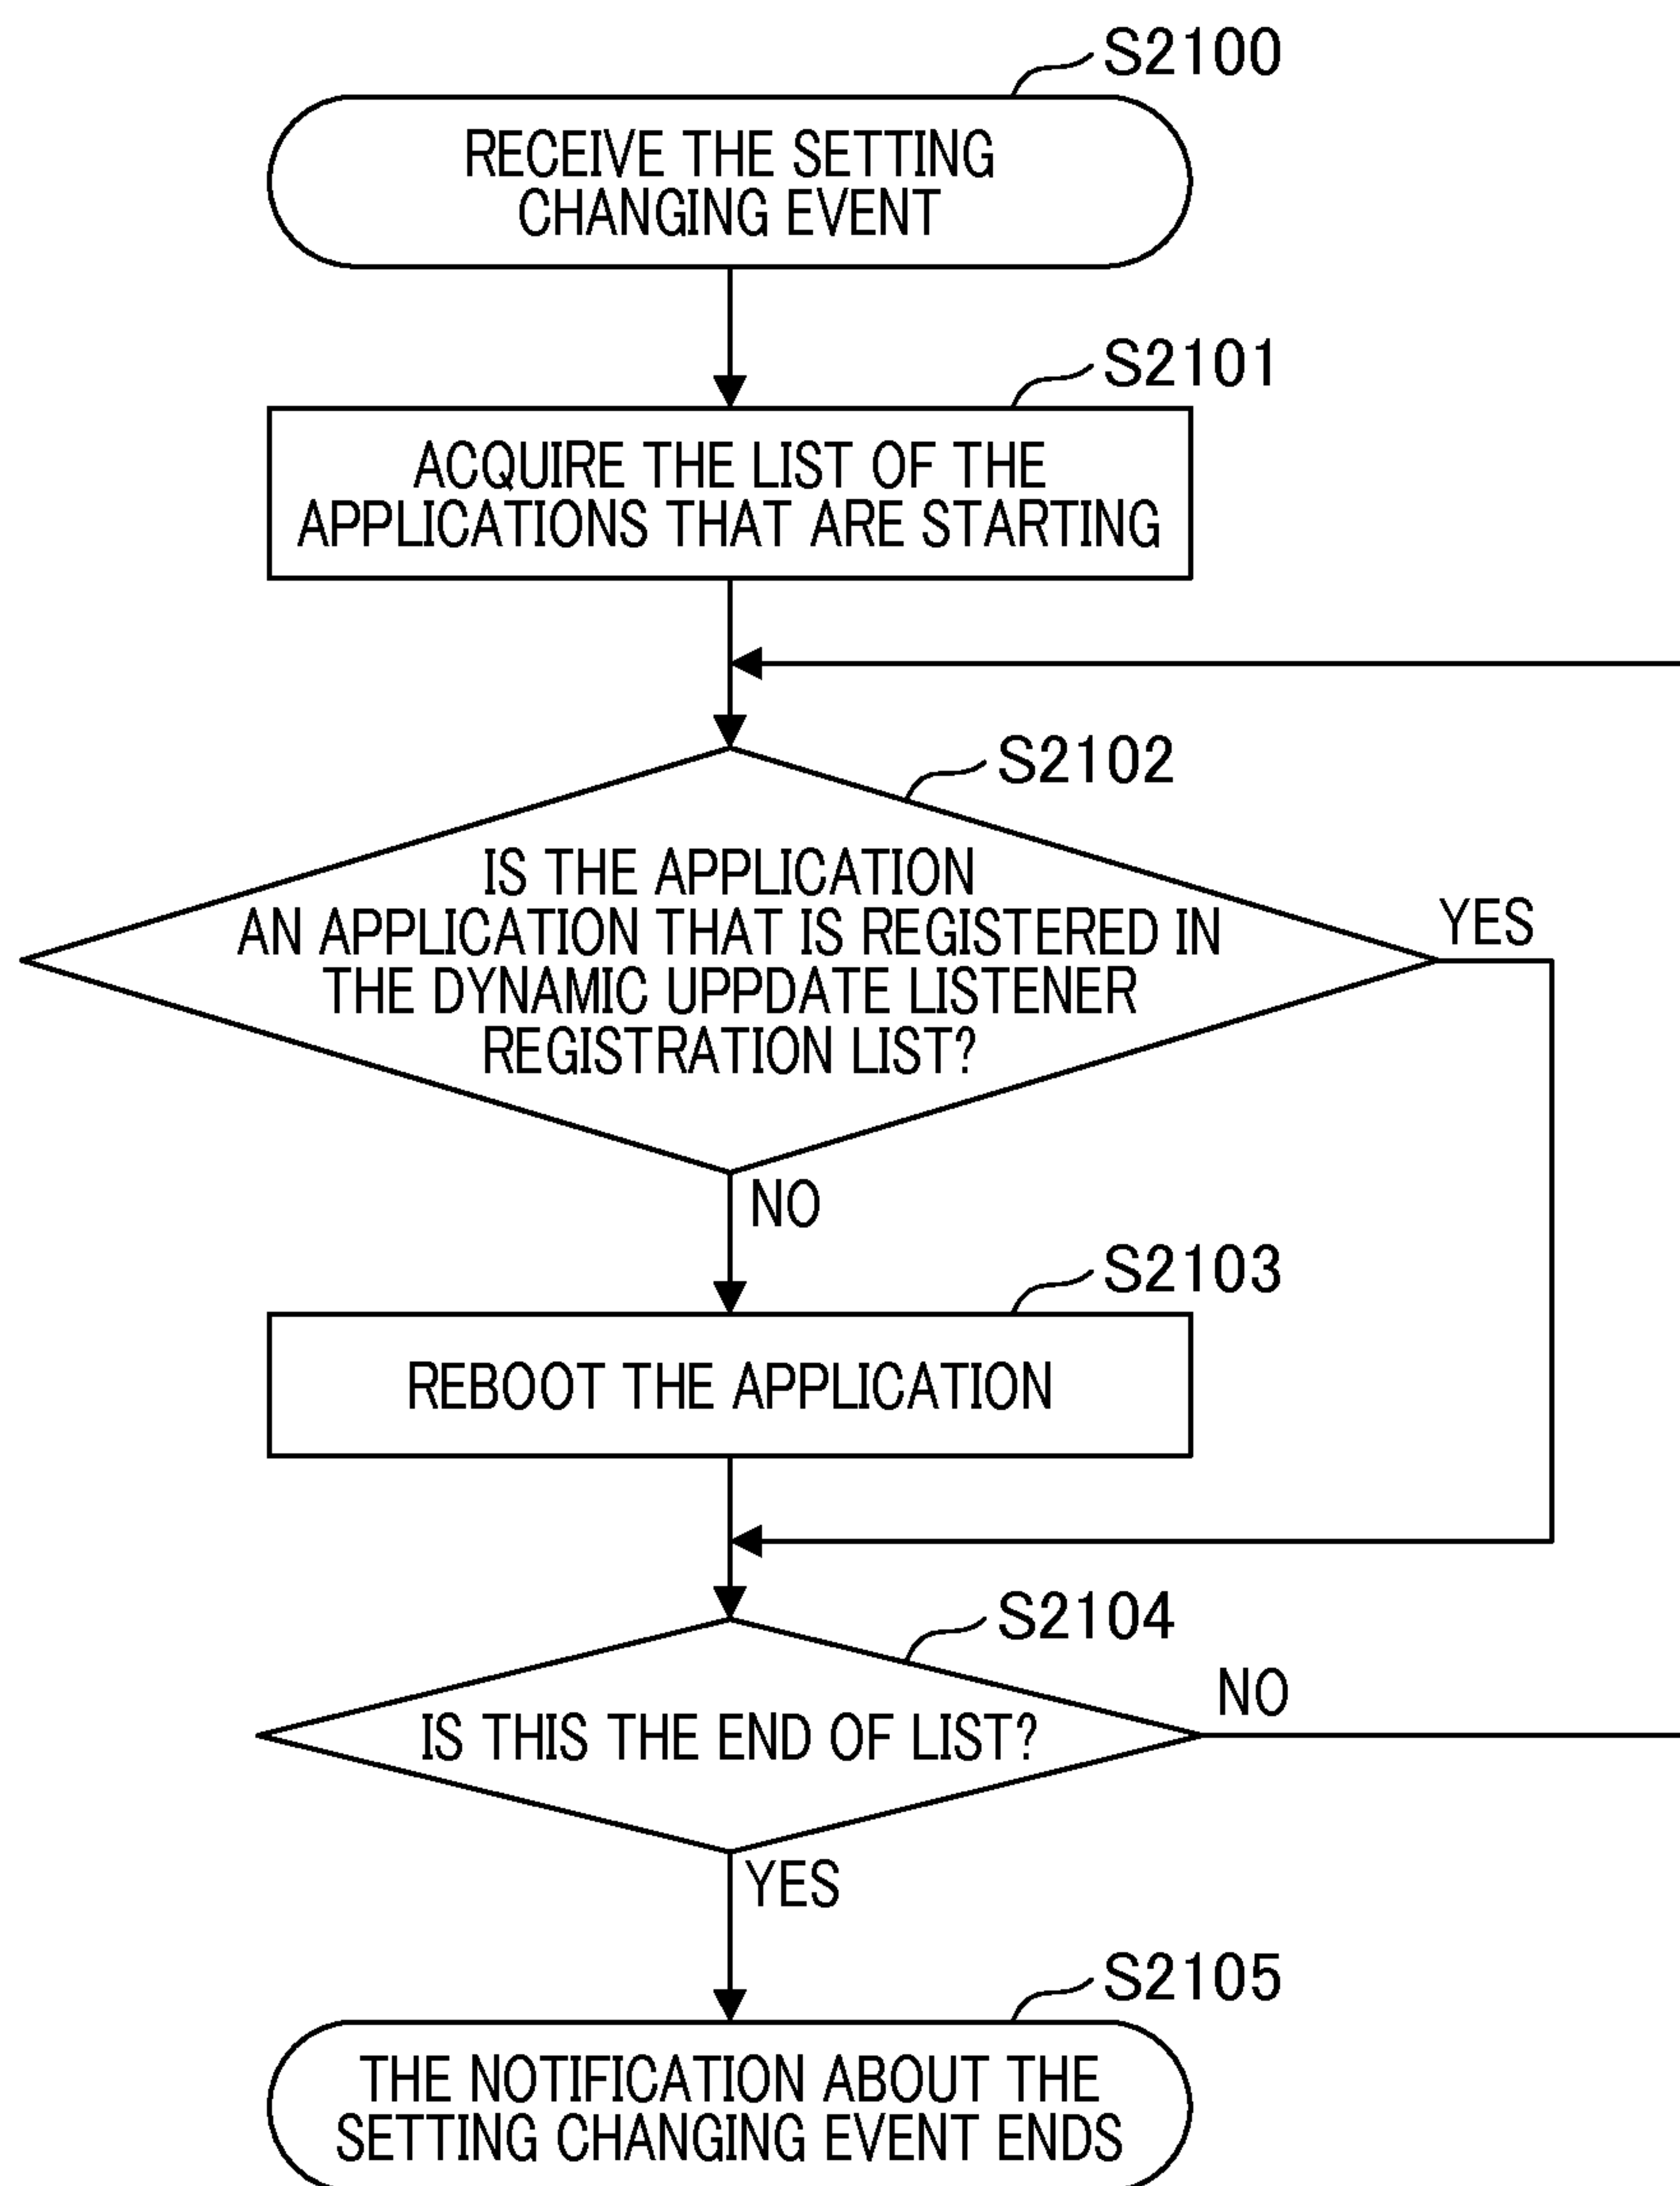 S2100
RECEIVE THE SETTING
CHANGING EVENT
S2101
ACQUIRE THE LIST OF THE
APPLICATIONS THAT ARE STARTING
S2102
IS THE APPLICATION
AN APPLICATION THAT IS REGISTERED IN
THE DYNAMIC UPPDATE LISTENER
REGISTRATION LIST?
YES
NO
S2103
REBOOT THE APPLICATION
S2104
IS THIS THE END OF LIST?
NO
YES
S2105
THE NOTIFICATION ABOUT THE
SETTING CHANGING EVENT ENDS